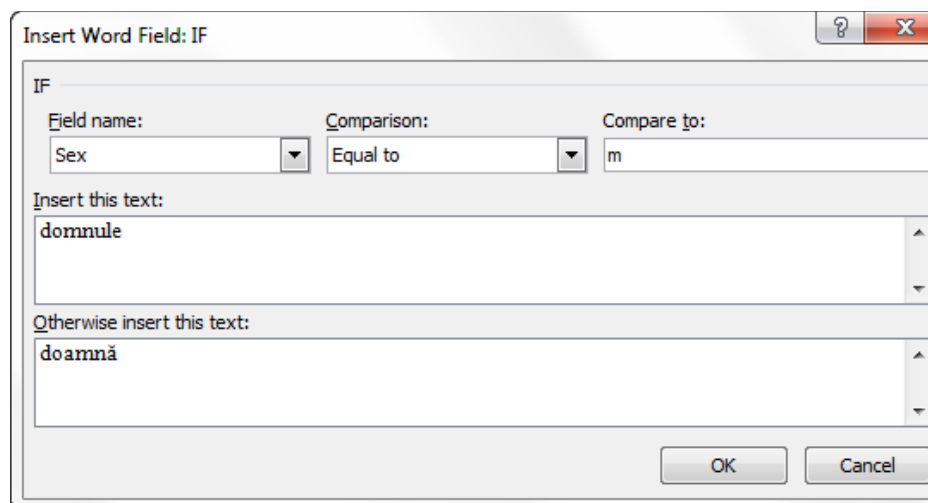 Insert Word Field: IF
IF
Field name: Comparison: Compare to:
Sex Equal to m
Insert this text:
domnule
Otherwise insert this text:
doamnă
OK Cancel